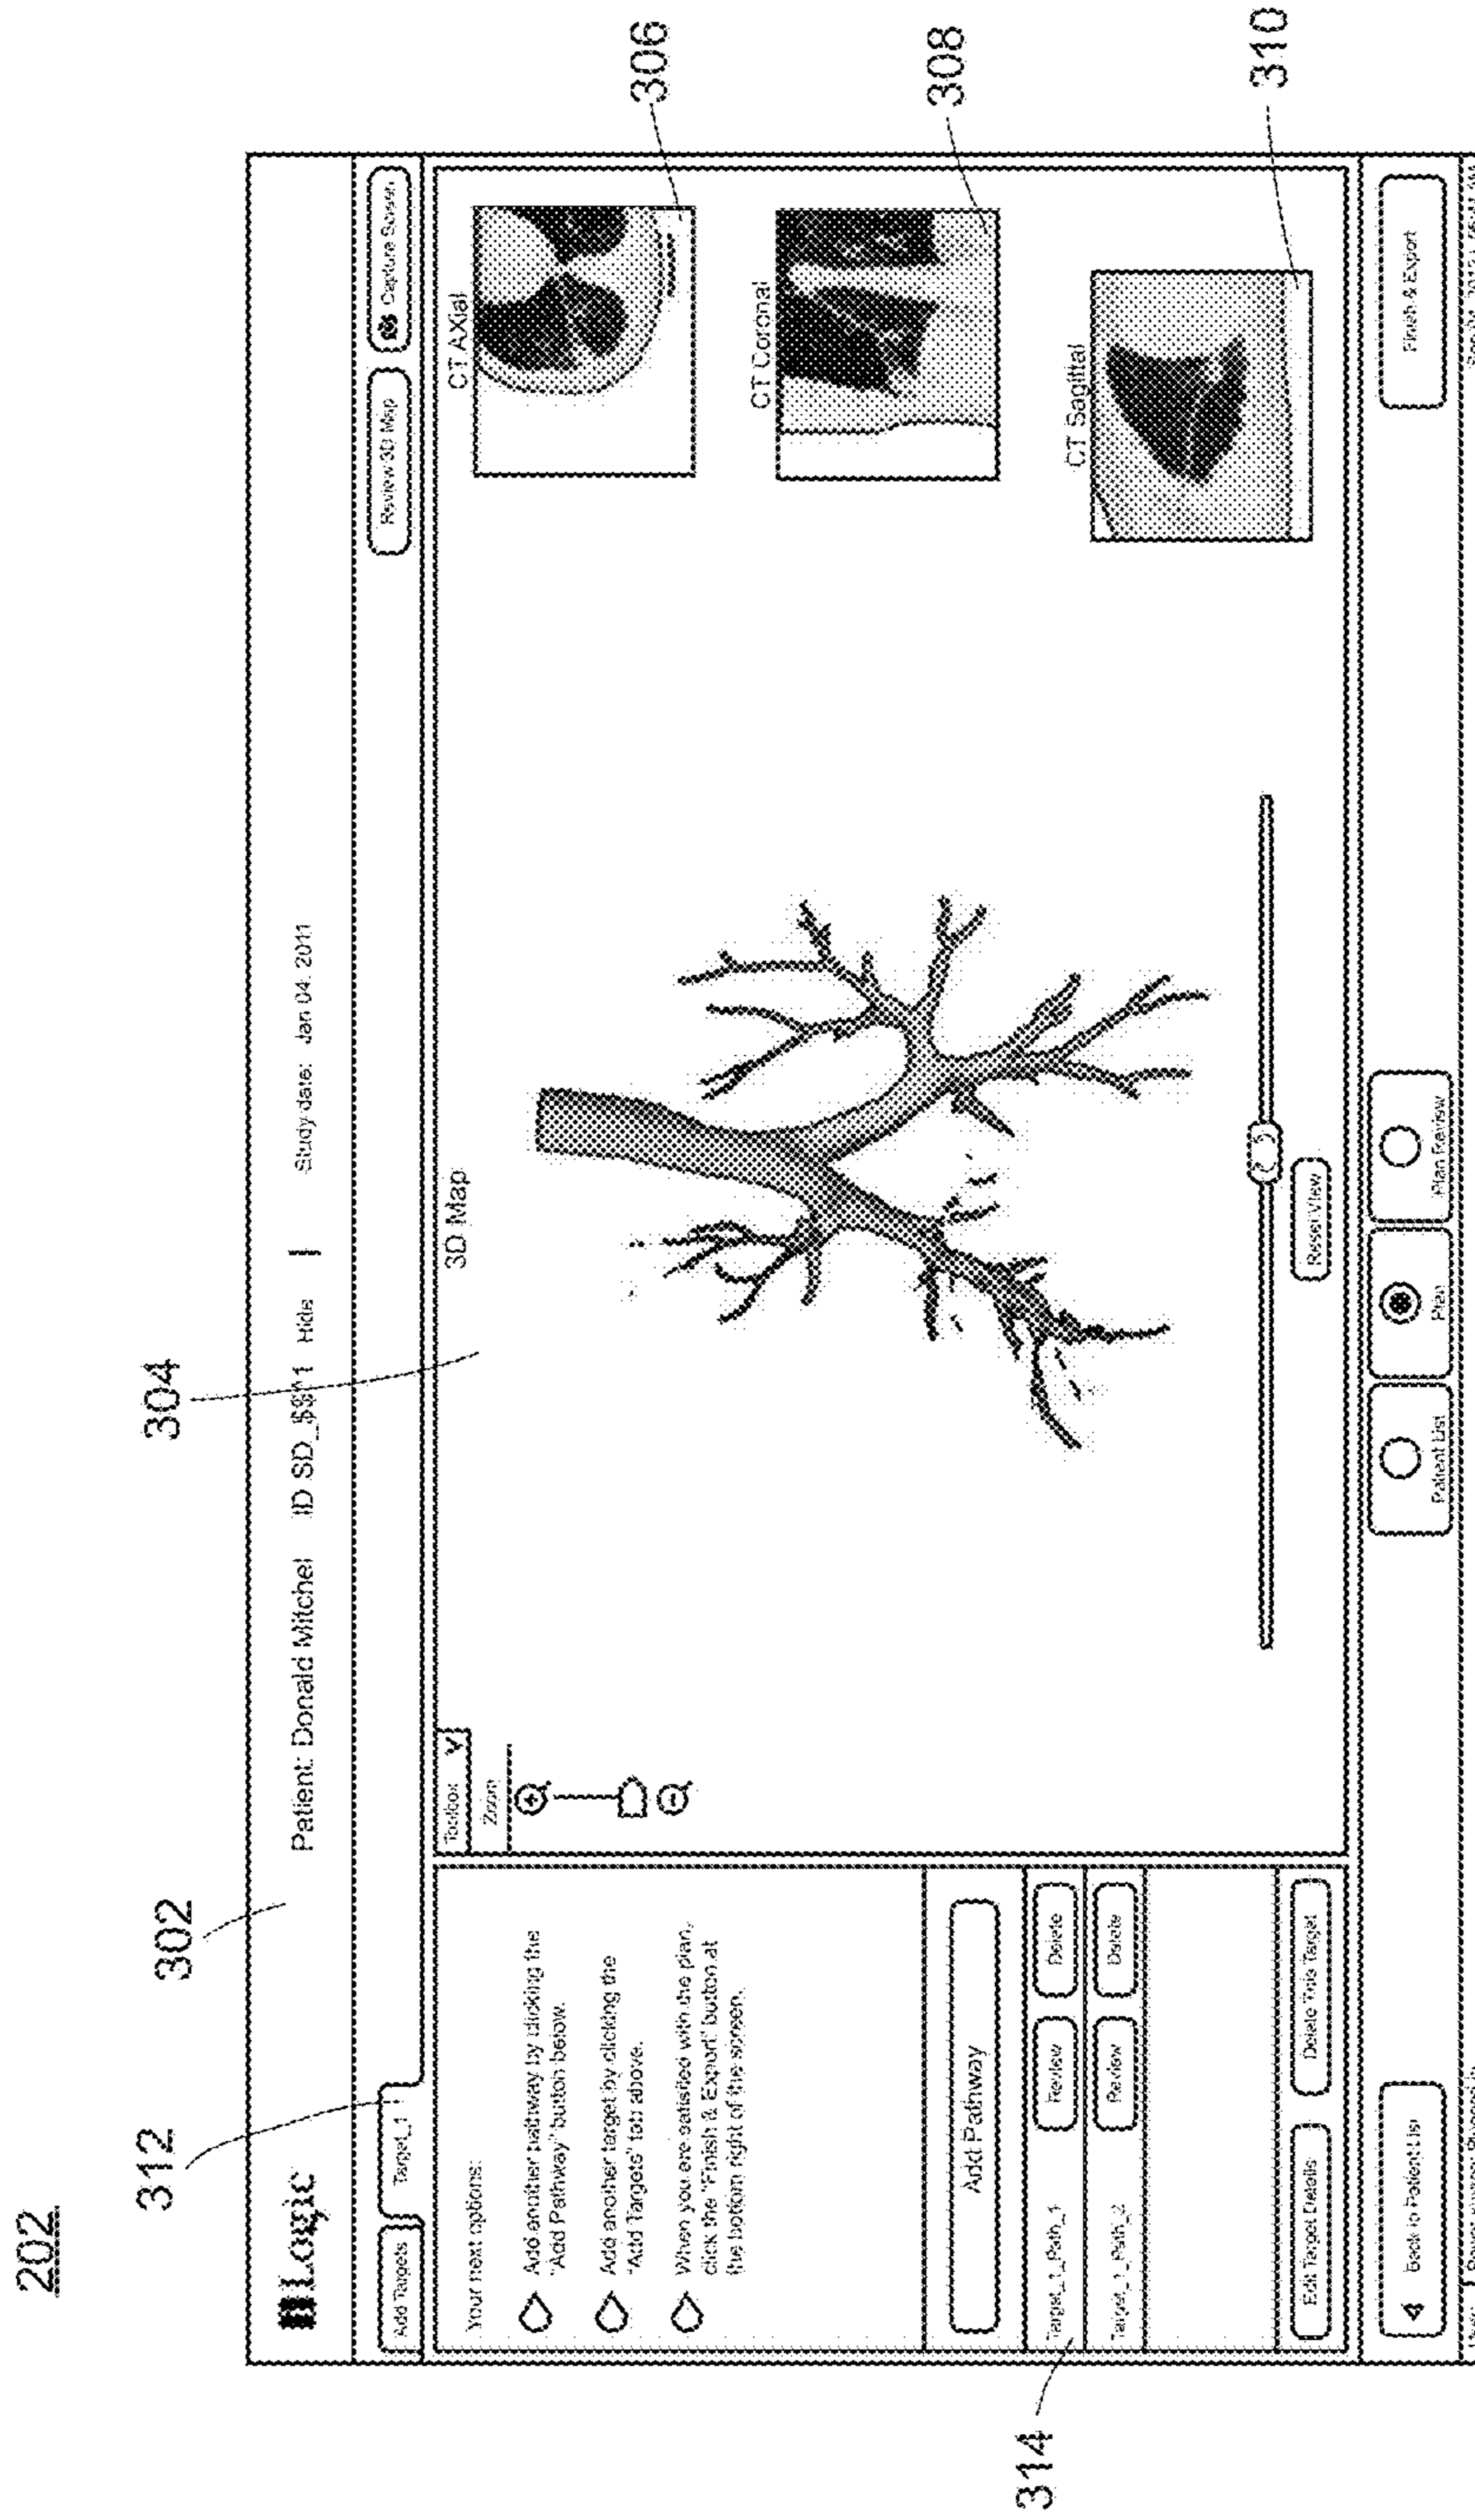 202
302
304
312
306
308
310
314
Logic
Patient: Donald Mitchel ID SD_$$^1 Hide | Study date: Jan 04. 2011
Add Targets Target_1
Review 3D Map Capture Screen
Your next options:
Add another pathway by clicking the
"Add Pathway" button below.
Add another target by clicking the
"Add Targets" tab above.
When you are satisfied with the plan,
click the "Finish & Export" button at
the bottom right of the screen.
Add Pathway
Target_1_Path_1 Review Delete
Target_1_Path_2 Review Delete
Edit Target Details Delete This Target
Toolbox
Zoom
3D Map
Reset View
CT AXial
CT Coronal
CT Sagittal
Back to Patient List
Patient List
Plan
Plan Review
Finish & Export